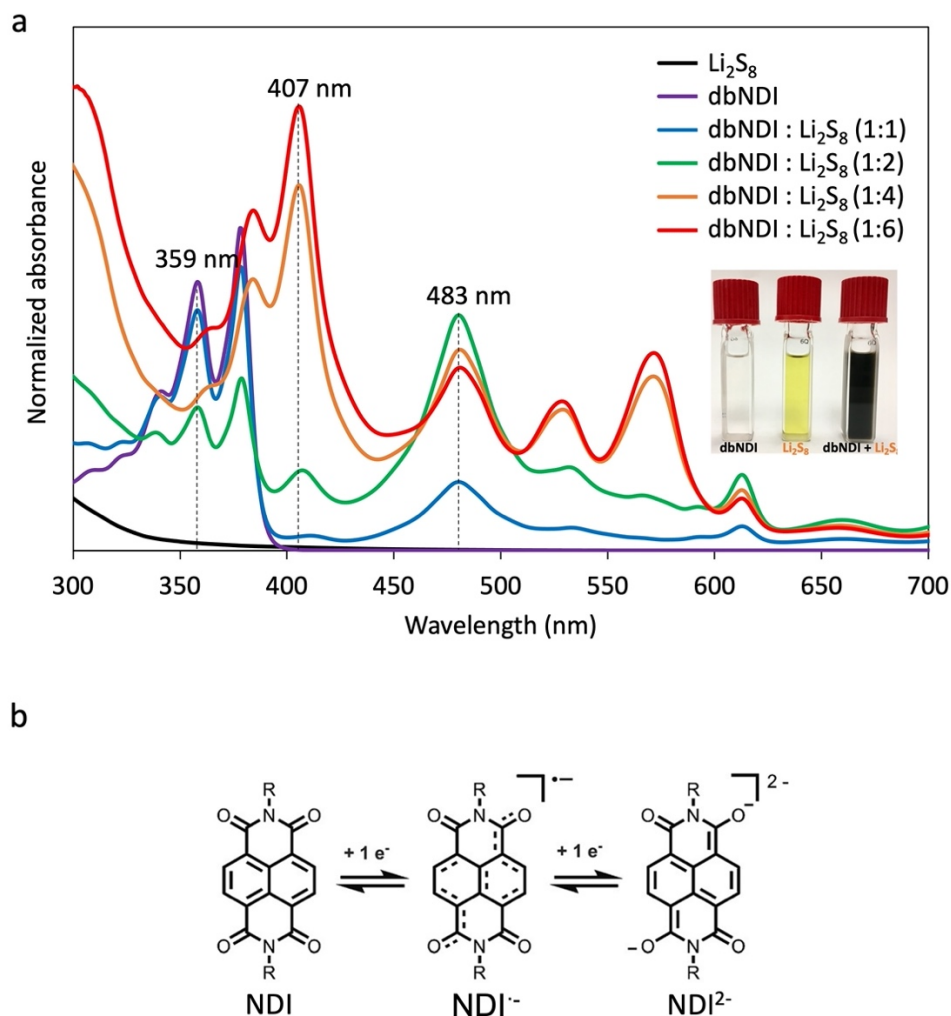 a
Normalized absorbance
407 nm
359 nm
483 nm
Li₂S₈
dbNDI
dbNDI : Li₂S₈ (1:1)
dbNDI : Li₂S₈ (1:2)
dbNDI : Li₂S₈ (1:4)
dbNDI : Li₂S₈ (1:6)
dbNDI Li₂S₈ dbNDI + Li₂S
300 350 400 450 500 550 600 650 700
Wavelength (nm)
b
R R •– R 2 -
O N O O N O O N O–
+ 1 e⁻ + 1 e⁻
O N O O N O –O N O
R R R
NDI NDI·⁻ NDI²⁻